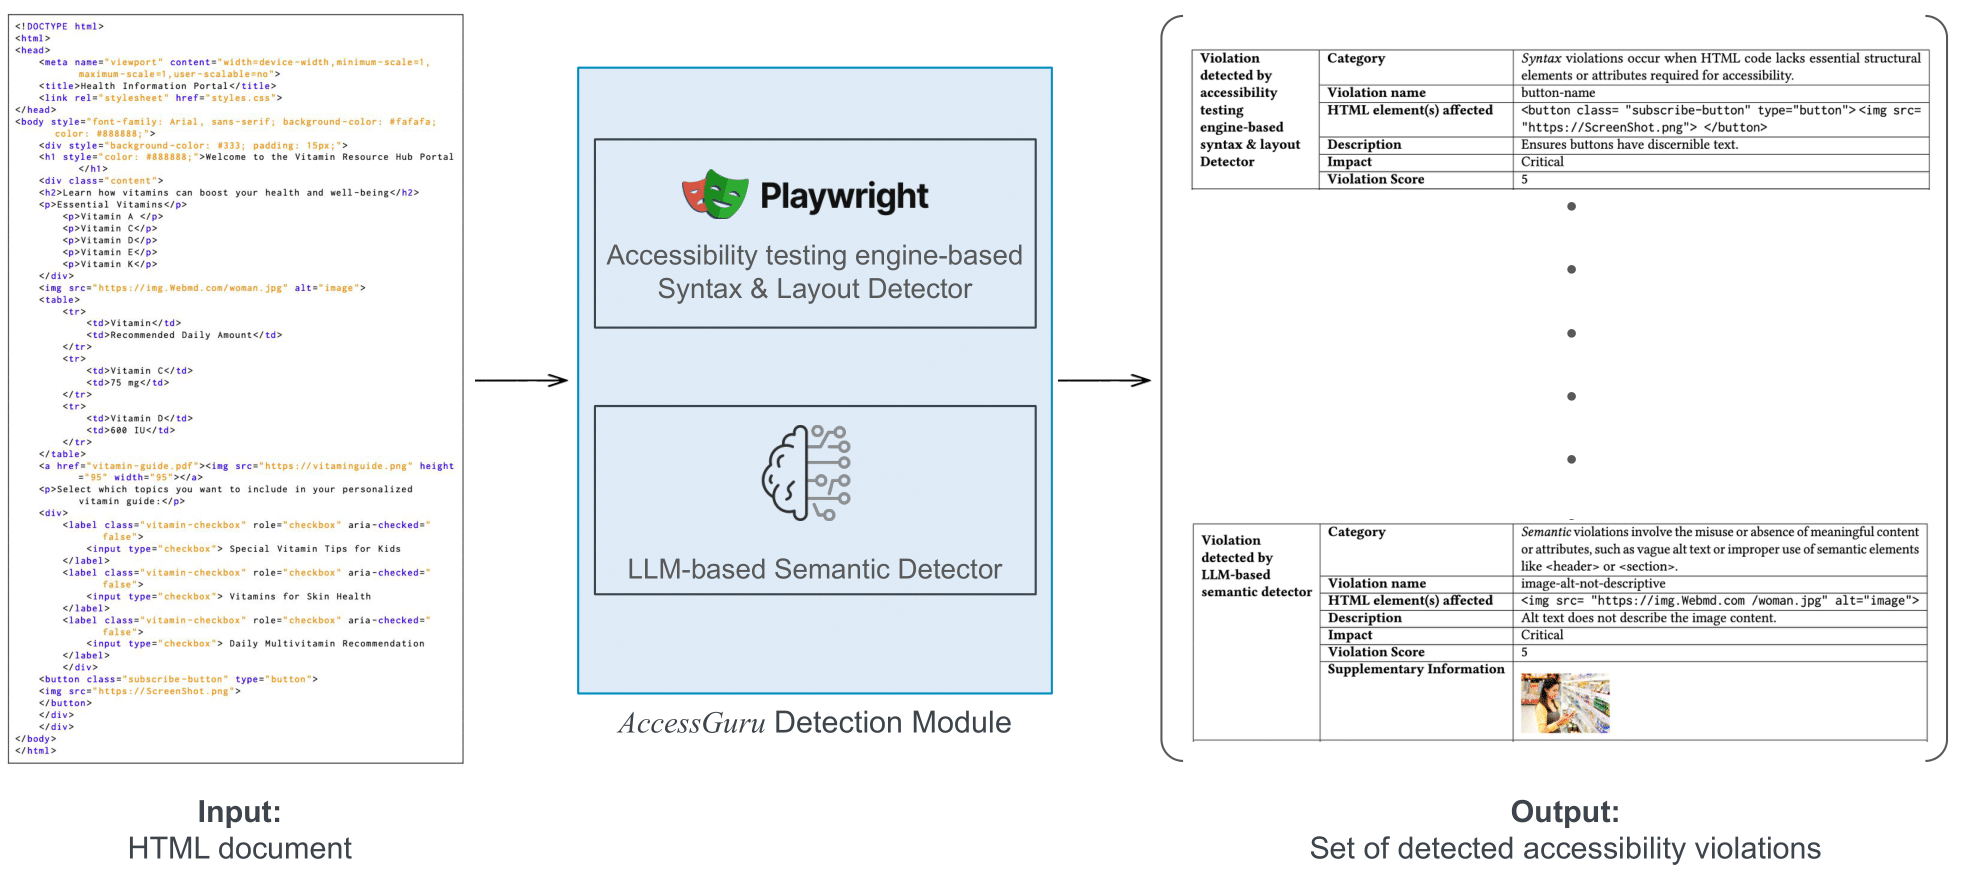 <!DOCTYPE html>
<html>
<head>
<meta name="viewport" content="width=device-width,minimum-scale=1,
maximum-scale=1,user-scalable=no">
<title>Health Information Portal</title>
<link rel="stylesheet" href="styles.css">
</head>
<body style="font-family: Arial, sans-serif; background-color: #fafafa;
color: #888888;">
<div style="background-color: #333; padding: 15px;">
<h1 style="color: #888888;">Welcome to the Vitamin Resource Hub Portal
</h1>
<div class="content">
<h2>Learn how vitamins can boost your health and well-being</h2>
<p>Essential Vitamins</p>
<p>Vitamin A </p>
<p>Vitamin C</p>
<p>Vitamin D</p>
<p>Vitamin E</p>
<p>Vitamin K</p>
</div>
<img src="https://img.Webmd.com/woman.jpg" alt="image">
<table>
<tr>
<td>Vitamin</td>
<td>Recommended Daily Amount</td>
</tr>
<tr>
<td>Vitamin C</td>
<td>75 mg</td>
</tr>
<tr>
<td>Vitamin D</td>
<td>600 IU</td>
</tr>
</table>
<a href="vitamin-guide.pdf"><img src="https://vitaminguide.png" height
="95" width="95"></a>
<p>Select which topics you want to include in your personalized
vitamin guide:</p>
<div>
<label class="vitamin-checkbox" role="checkbox" aria-checked="
false">
<input type="checkbox"> Special Vitamin Tips for Kids
</label>
<label class="vitamin-checkbox" role="checkbox" aria-checked="
false">
<input type="checkbox"> Vitamins for Skin Health
</label>
<label class="vitamin-checkbox" role="checkbox" aria-checked="
false">
<input type="checkbox"> Daily Multivitamin Recommendation
</label>
</div>
<button class="subscribe-button" type="button">
<img src="https://ScreenShot.png">
</button>
</div>
</div>
</body>
</html>
Input:
HTML document
Playwright
Accessibility testing engine-based
Syntax & Layout Detector
LLM-based Semantic Detector
AccessGuru Detection Module
Violation
detected by
accessibility
testing
engine-based
syntax & layout
Detector
Category
Syntax violations occur when HTML code lacks essential structural
elements or attributes required for accessibility.
Violation name
button-name
HTML element(s) affected
<button class= "subscribe-button" type="button"><img src=
"https://ScreenShot.png"> </button>
Description
Ensures buttons have discernible text.
Impact
Critical
Violation Score
5
Violation
detected by
LLM-based
semantic detector
Category
Semantic violations involve the misuse or absence of meaningful content
or attributes, such as vague alt text or improper use of semantic elements
like <header> or <section>.
Violation name
image-alt-not-descriptive
HTML element(s) affected
<img src= "https://img.Webmd.com /woman.jpg" alt="image">
Description
Alt text does not describe the image content.
Impact
Critical
Violation Score
5
Supplementary Information
Output:
Set of detected accessibility violations